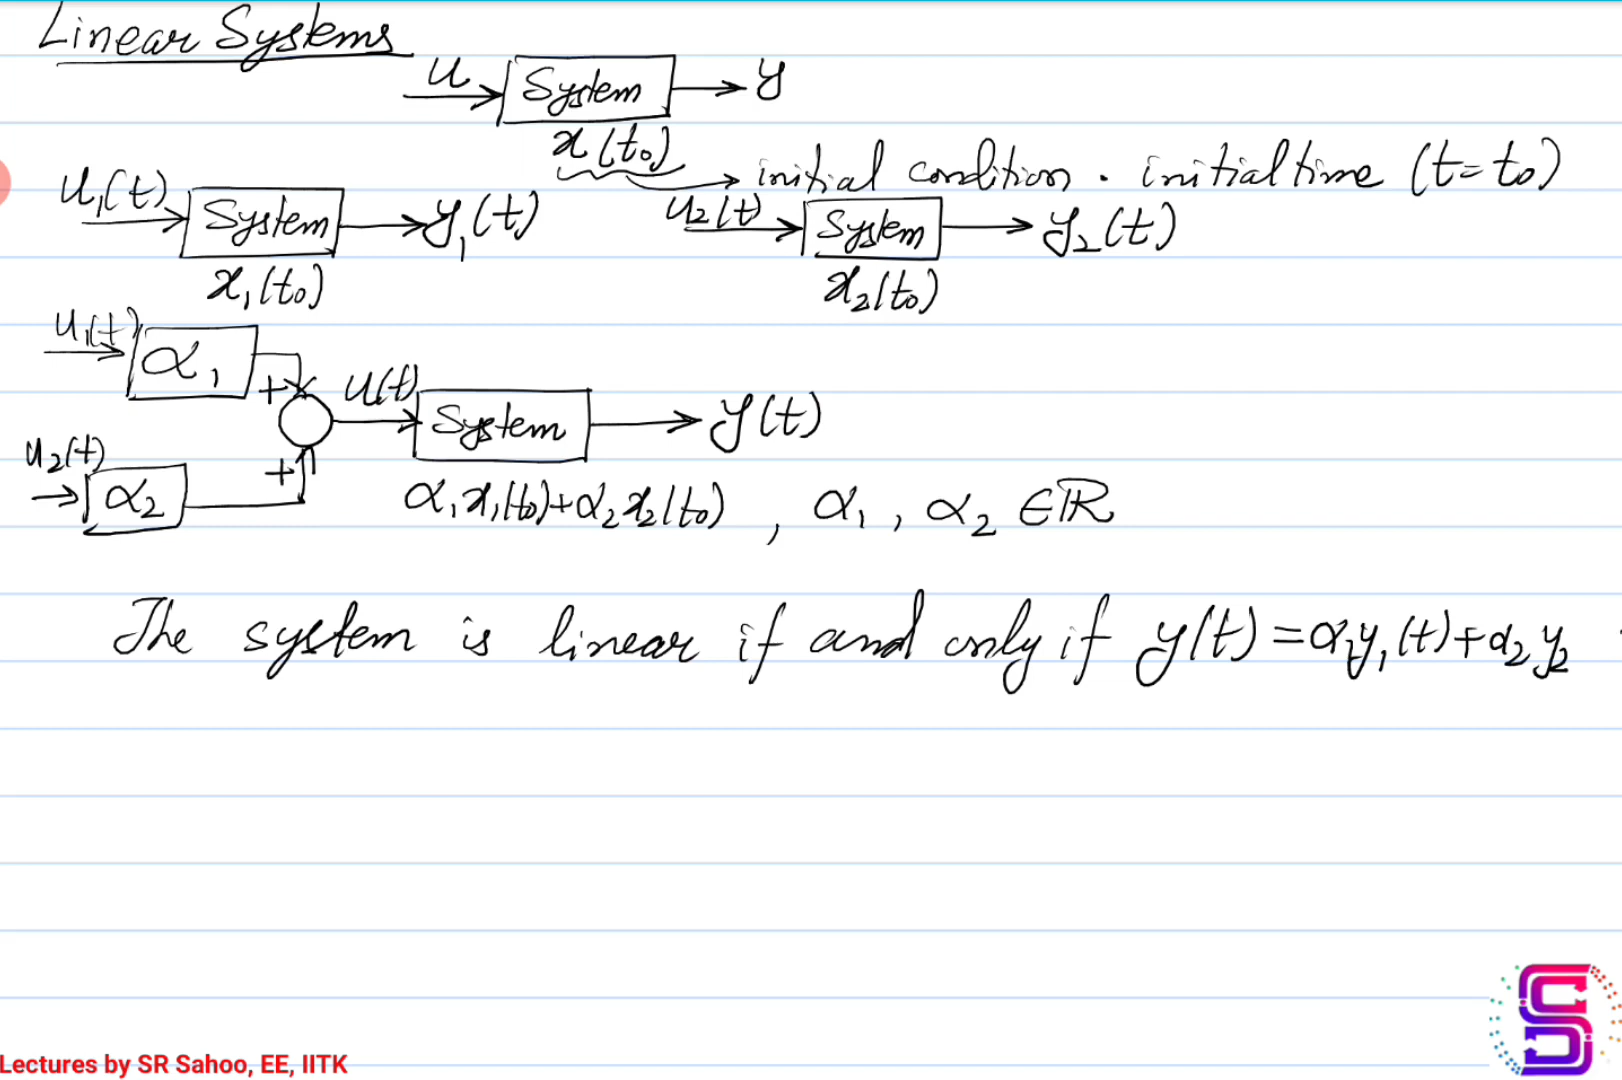 Linear Systems
u System y
x(t₀)
initial condition. initial time (t=t₀)
u₁(t) System y₁(t) u₂(t) System y₂(t)
x₁(t₀) x₂(t₀)
u₁(t) α₁
+ u(t) System y(t)
u₂(t) α₂ +
α₁x₁(t₀)+α₂x₂(t₀) , α₁, α₂ ∈ℝ
The system is linear if and only if y(t)=α₁y₁(t)+α₂y₂
Lectures by SR Sahoo, EE, IITK